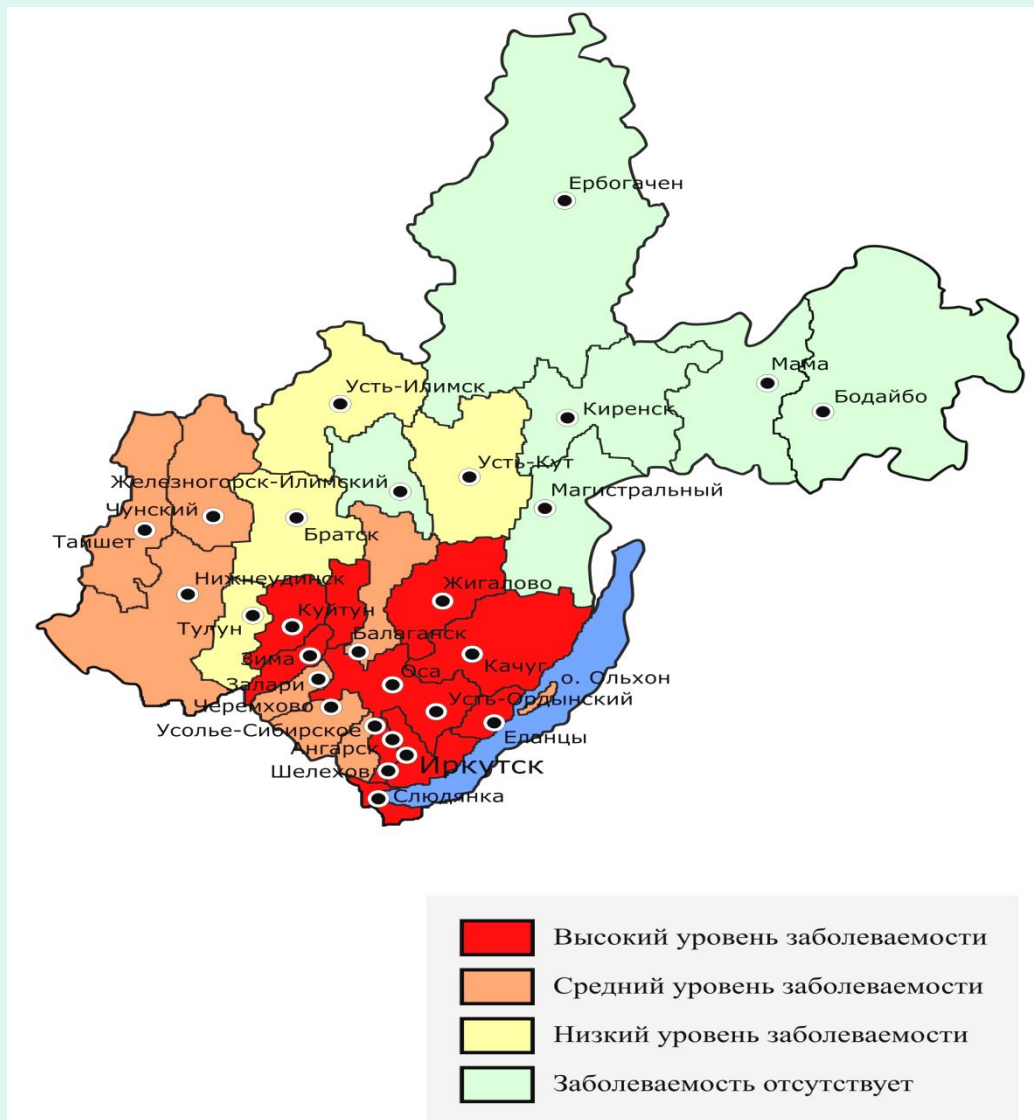 Ербогачен
Мама
Бодайбо
Усть-Илимск
Киренск
Усть-Кут
Железногорск-Илимский
Магистральный
Чунский
Братск
Тайшет
Нижнеудинск
Жигалово
Куйтун
Тулун
Балаганск
Зима
Оса
Качуг
о. Ольхон
Залари
Черемхово
Усть-Ордынский
Усолье-Сибирское
Еланцы
Ангарск
Иркутск
Шелехов
Слюдянка
Высокий уровень заболеваемости
Средний уровень заболеваемости
Низкий уровень заболеваемости
Заболеваемость отсутствует